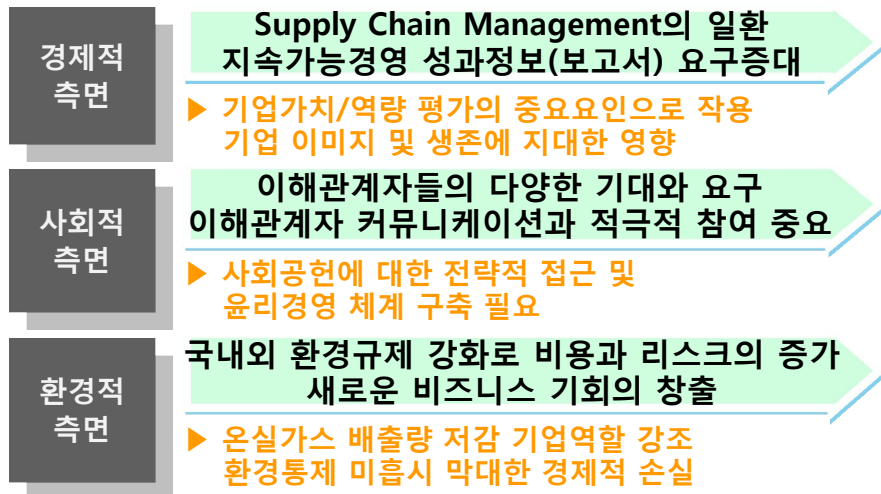 경제적
측면
Supply Chain Management의 일환
지속가능경영 성과정보(보고서) 요구증대
▶ 기업가치/역량 평가의 중요요인으로 작용
기업 이미지 및 생존에 지대한 영향
사회적
측면
이해관계자들의 다양한 기대와 요구
이해관계자 커뮤니케이션과 적극적 참여 중요
▶ 사회공헌에 대한 전략적 접근 및
윤리경영 체계 구축 필요
환경적
측면
국내외 환경규제 강화로 비용과 리스크의 증가
새로운 비즈니스 기회의 창출
▶ 온실가스 배출량 저감 기업역할 강조
환경통제 미흡시 막대한 경제적 손실